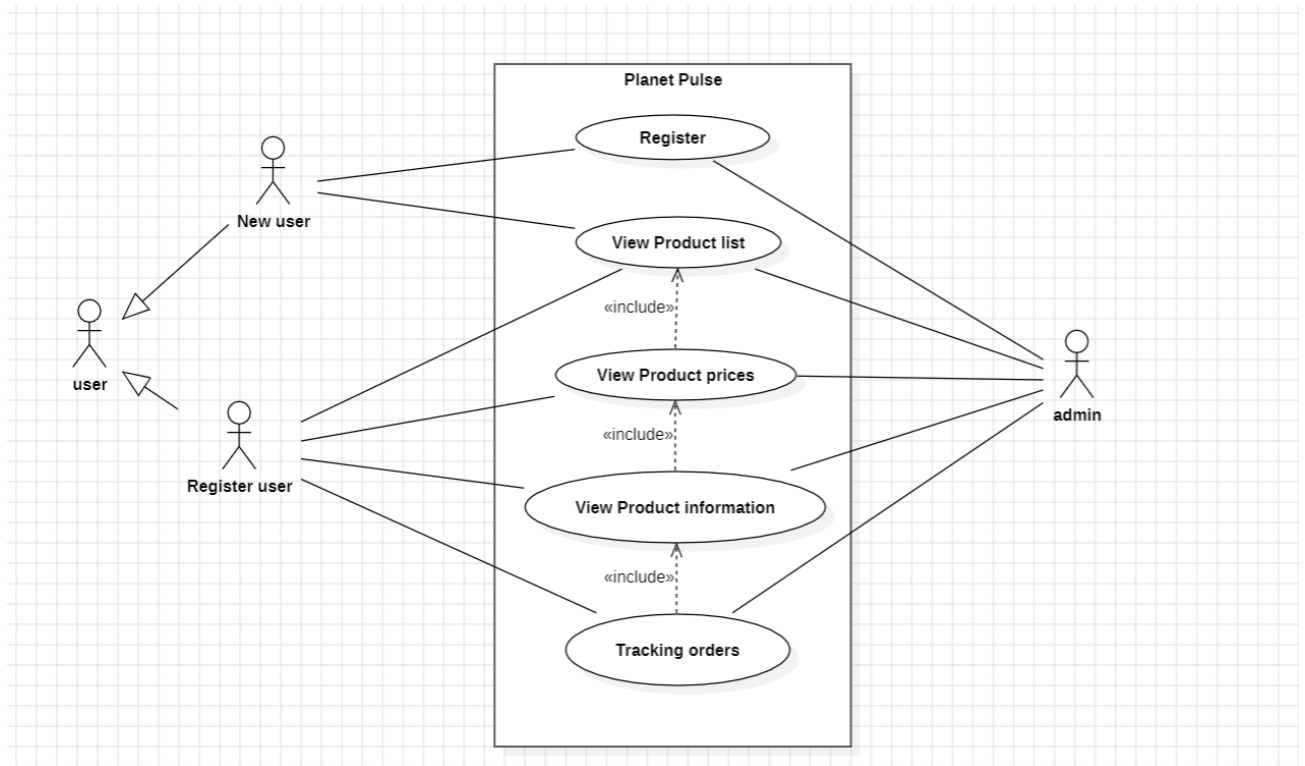 Planet Pulse
Register
New user
View Product list
«include»
user
View Product prices
admin
«include»
Register user
View Product information
«include»
Tracking orders